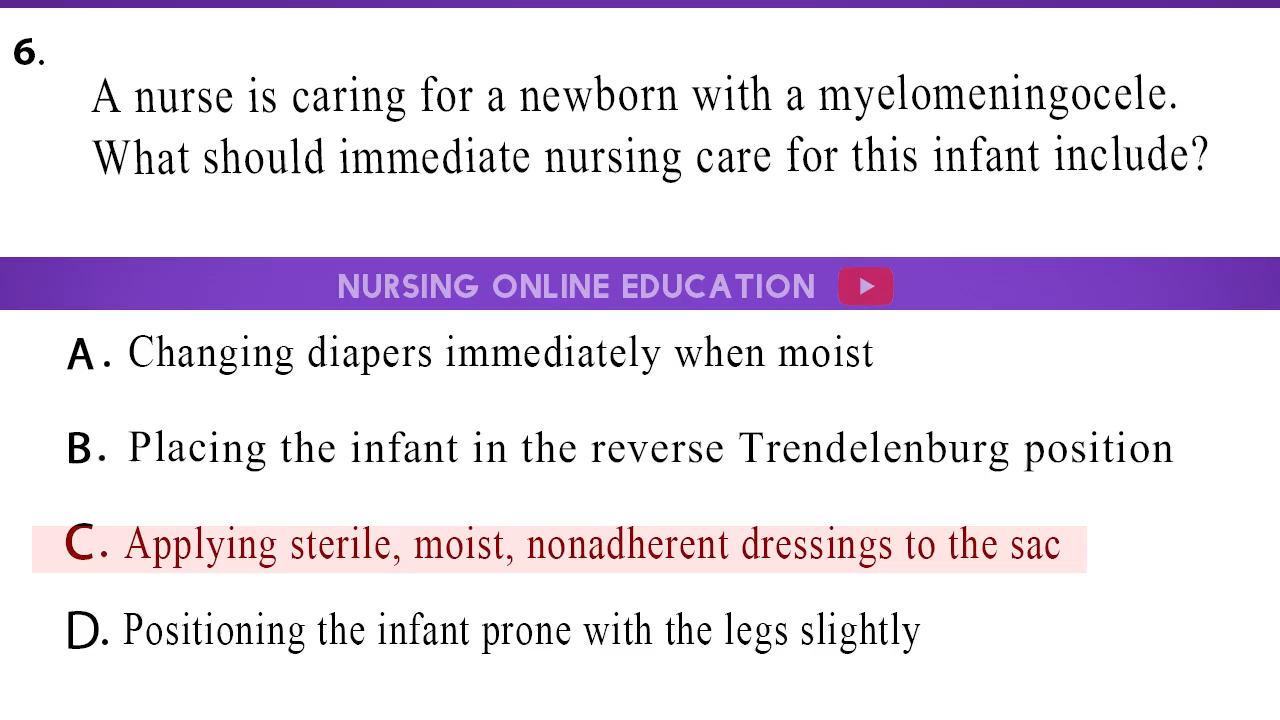 6.
A nurse is caring for a newborn with a myelomeningocele.
What should immediate nursing care for this infant include?
NURSING ONLINE EDUCATION
A. Changing diapers immediately when moist
B. Placing the infant in the reverse Trendelenburg position
C. Applying sterile, moist, nonadherent dressings to the sac
D. Positioning the infant prone with the legs slightly